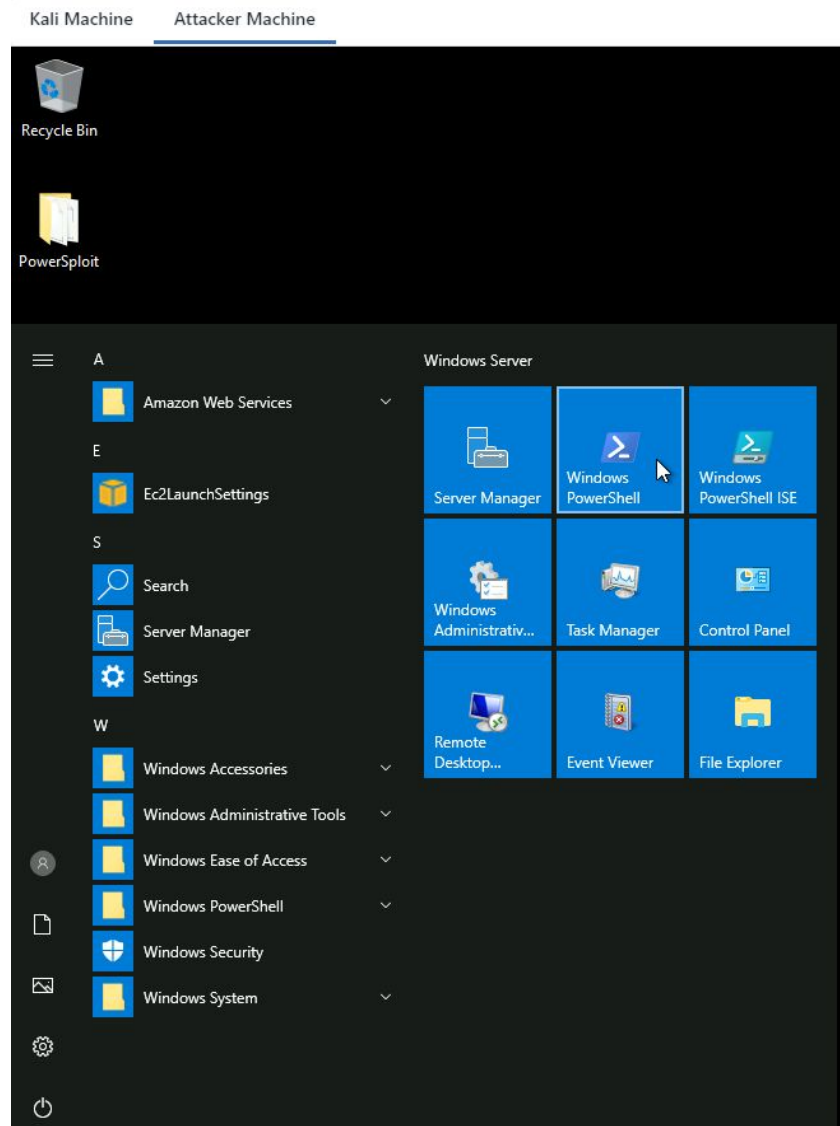 Kali Machine
Attacker Machine
Recycle Bin
PowerSploit
A
Amazon Web Services
E
Ec2LaunchSettings
S
Search
Server Manager
Settings
W
Windows Accessories
Windows Administrative Tools
Windows Ease of Access
Windows PowerShell
Windows Security
Windows System
Windows Server
Server Manager
Windows
PowerShell
Windows
PowerShell ISE
Windows
Administrativ...
Task Manager
Control Panel
Remote
Desktop...
Event Viewer
File Explorer